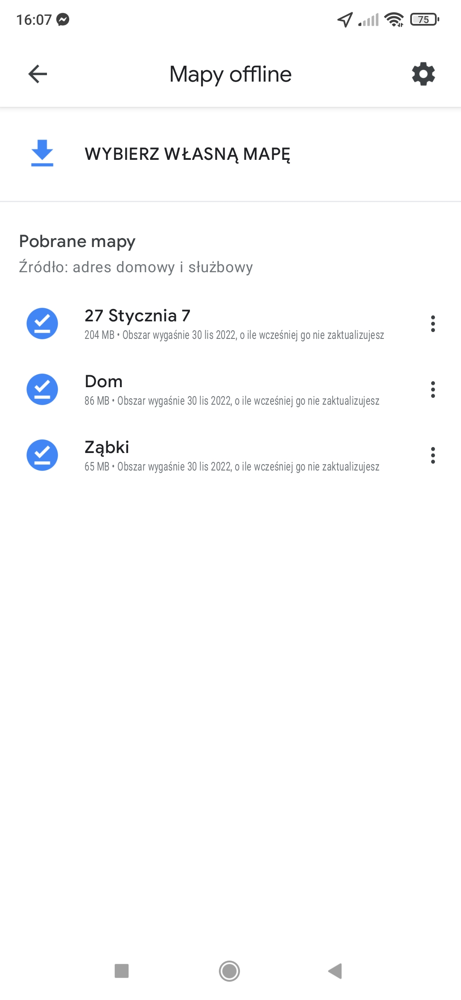 16:07
75
Mapy offline
WYBIERZ WŁASNĄ MAPĘ
Pobrane mapy
Źródło: adres domowy i służbowy
27 Stycznia 7
204 MB • Obszar wygaśnie 30 lis 2022, o ile wcześniej go nie zaktualizujesz
Dom
86 MB • Obszar wygaśnie 30 lis 2022, o ile wcześniej go nie zaktualizujesz
Ząbki
65 MB • Obszar wygaśnie 30 lis 2022, o ile wcześniej go nie zaktualizujesz